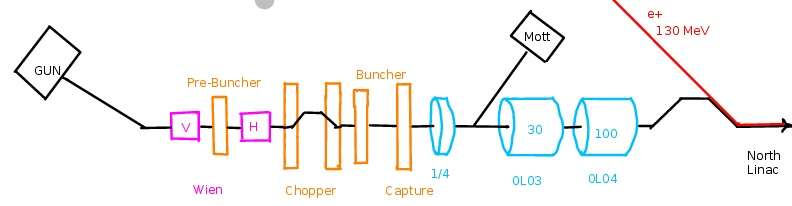 e+
130 MeV
Mott
GUN
Pre-Buncher
Buncher
V
H
30
100
Wien
Chopper
Capture
1/4
0L03
0L04
North
Linac